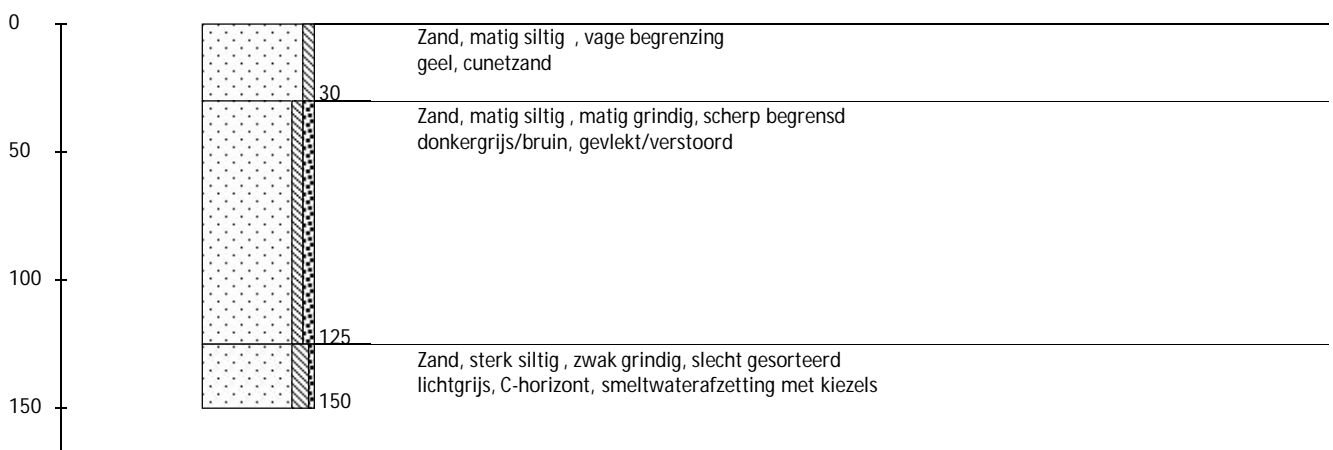 0
Zand, matig siltig , vage begrenzing
geel, cunetzand
30
Zand, matig siltig , matig grindig, scherp begrensd
donkergrijs/bruin, gevlekt/verstoord
50
100
125
Zand, sterk siltig , zwak grindig, slecht gesorteerd
lichtgrijs, C-horizont, smeltwaterafzetting met kiezels
150
150